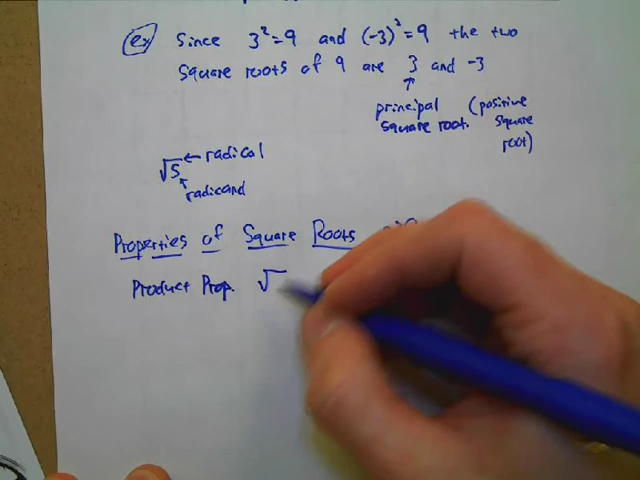 ex Since 3²=9 and (-3)²=9 the two
square roots of 9 are 3 and -3
principal (positive
square root. square
root)
√5 ← radical
radicand
Properties of Square Roots
Product Prop. √